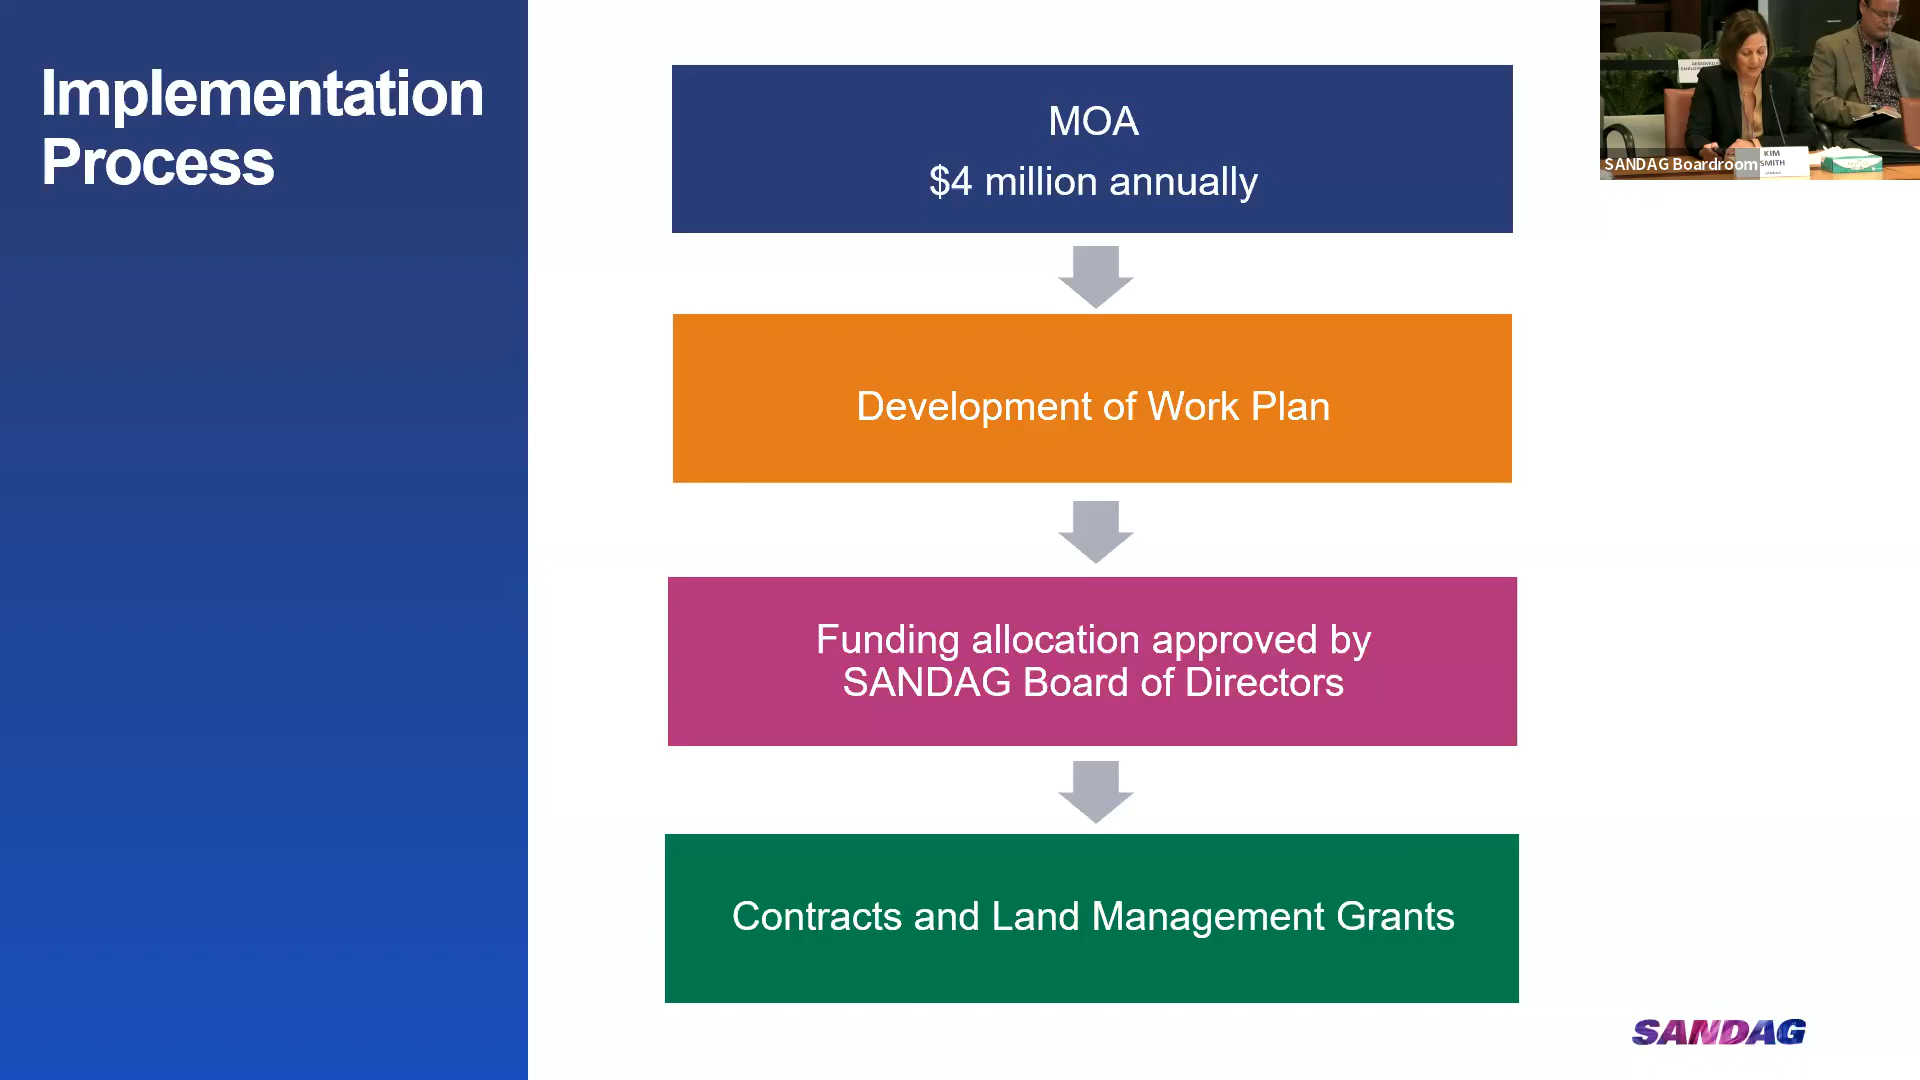 Implementation
Process
MOA
$4 million annually
Development of Work Plan
Funding allocation approved by
SANDAG Board of Directors
Contracts and Land Management Grants
SANDAG Boardroom
KIM
SMITH
SANDAG